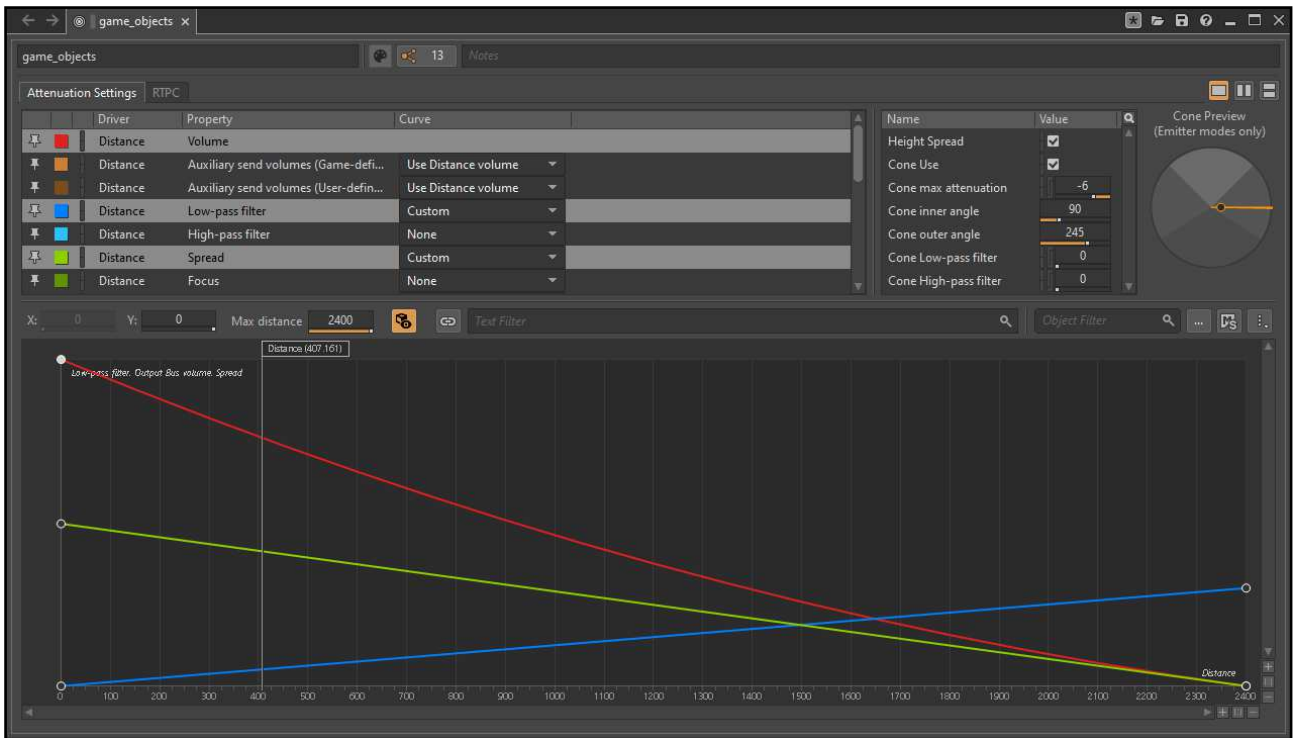 game_objects ×
game_objects 13 Notes
Attenuation Settings RTPC
Driver Property Curve
Distance Volume
Distance Auxiliary send volumes (Game-defi... Use Distance volume
Distance Auxiliary send volumes (User-defin... Use Distance volume
Distance Low-pass filter Custom
Distance High-pass filter None
Distance Spread Custom
Distance Focus None
Name Value
Height Spread
Cone Use
Cone max attenuation -6
Cone inner angle 90
Cone outer angle 245
Cone Low-pass filter 0
Cone High-pass filter 0
Cone Preview
(Emitter modes only)
X: 0 Y: 0 Max distance 2400 Text Filter Object Filter ...
Distance (407.161)
Low-pass filter. Output Bus volume. Spread
Distance
0 100 200 300 400 500 600 700 800 900 1000 1100 1200 1300 1400 1500 1600 1700 1800 1900 2000 2100 2200 2300 2400